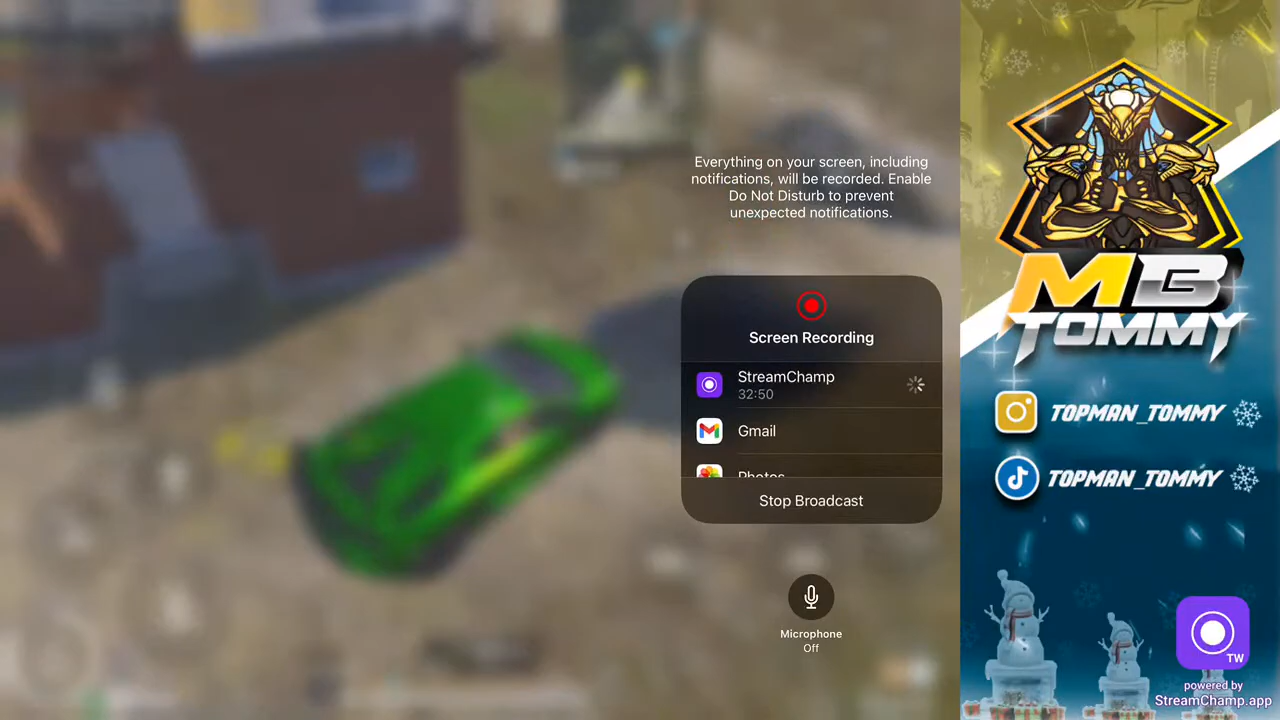 Everything on your screen, including
notifications, will be recorded. Enable
Do Not Disturb to prevent
unexpected notifications.
Screen Recording
StreamChamp
32:50
Gmail
Photos
Stop Broadcast
Microphone
Off
MB
TOMMY
TOPMAN_TOMMY
TOPMAN_TOMMY
TW
powered by
StreamChamp.app